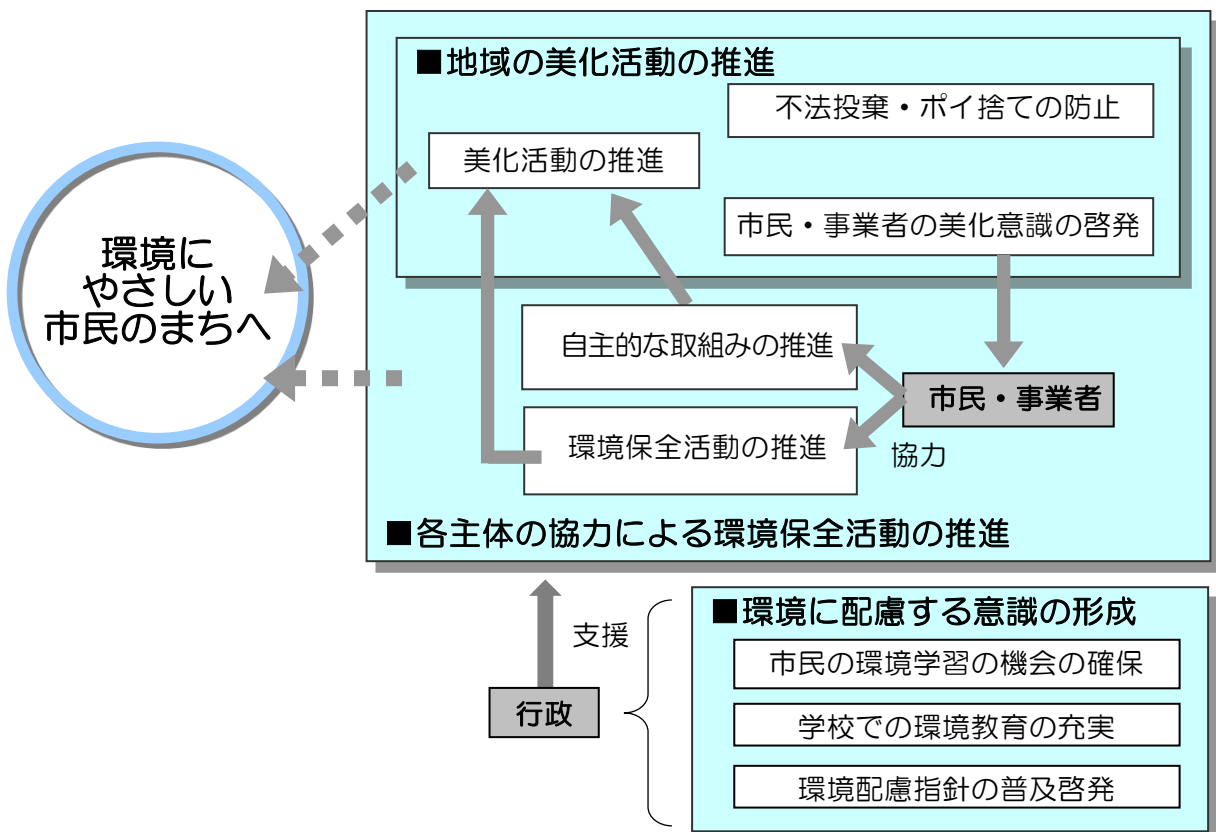 ■地域の美化活動の推進
不法投棄・ポイ捨ての防止
美化活動の推進
市民・事業者の美化意識の啓発
環境に
やさしい
市民のまちへ
自主的な取組みの推進
市民・事業者
環境保全活動の推進
協力
■各主体の協力による環境保全活動の推進
■環境に配慮する意識の形成
支援
市民の環境学習の機会の確保
行政
学校での環境教育の充実
環境配慮指針の普及啓発